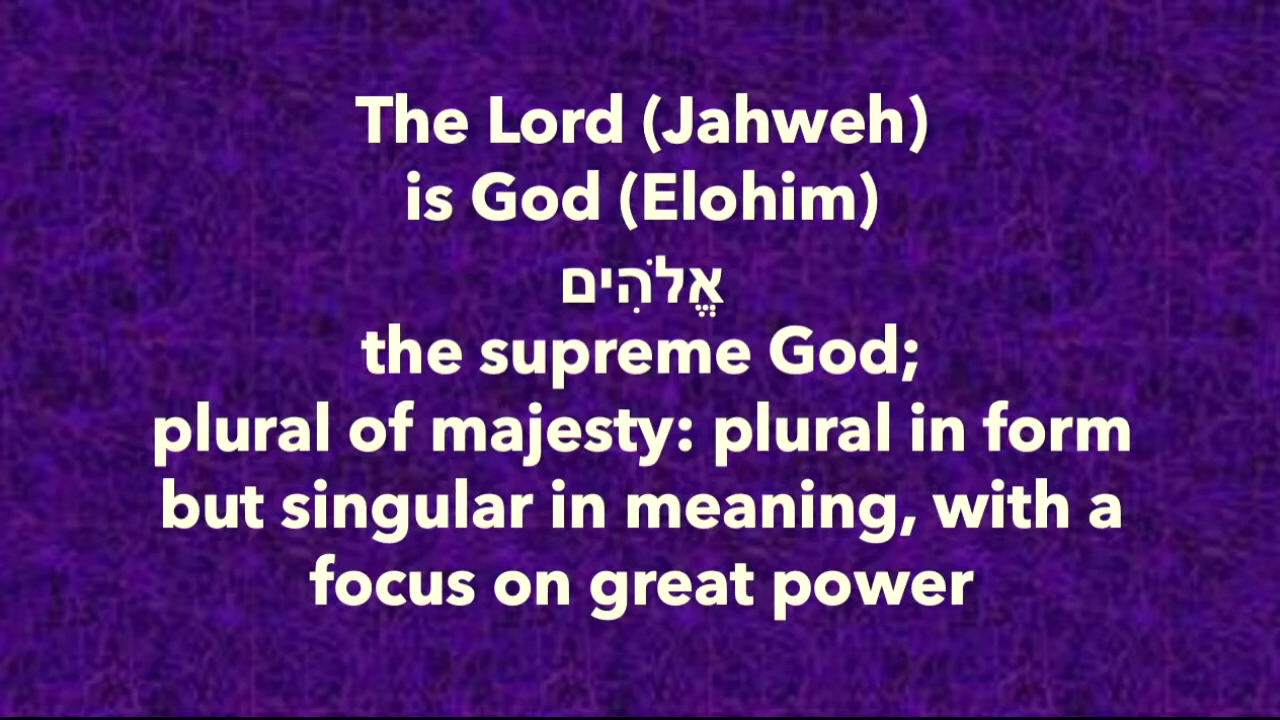 The Lord (Jahweh)
is God (Elohim)
אֱלֹהִים
the supreme God;
plural of majesty: plural in form
but singular in meaning, with a
focus on great power